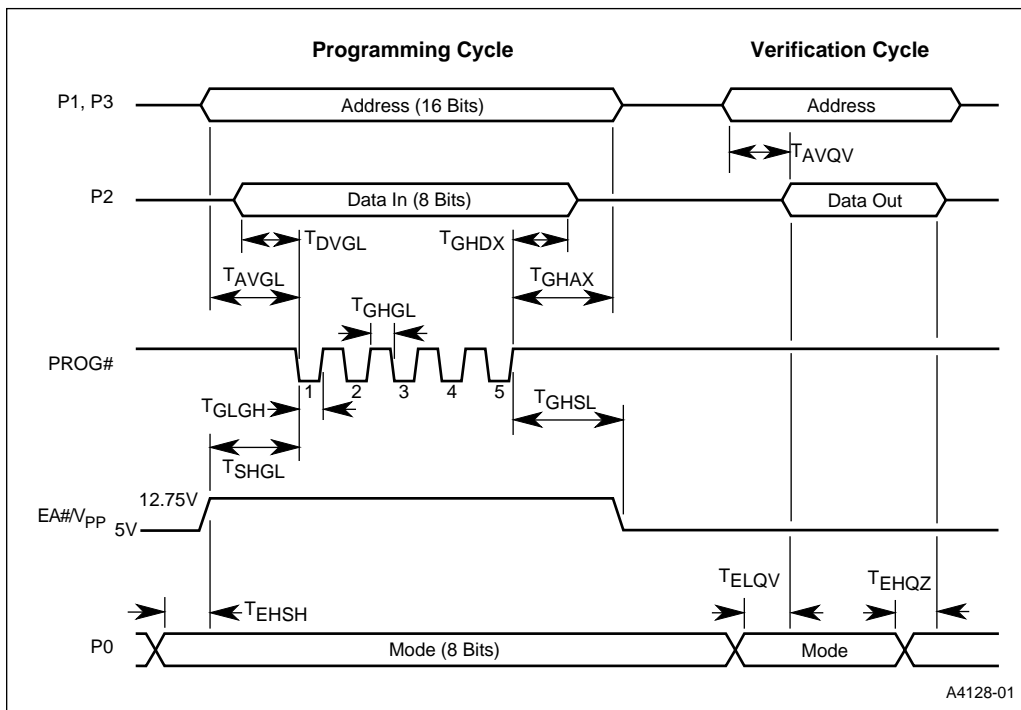 Programming Cycle
Verification Cycle
P1, P3
Address (16 Bits)
Address
TAVQV
P2
Data In (8 Bits)
Data Out
TDVGL
TGHDX
TAVGL
TGHAX
TGHGL
PROG#
1 2 3 4 5
TGLGH
TGHSL
TSHGL
12.75V
EA#/VPP
5V
TELQV
TEHQZ
TEHSH
P0
Mode (8 Bits)
Mode
A4128-01